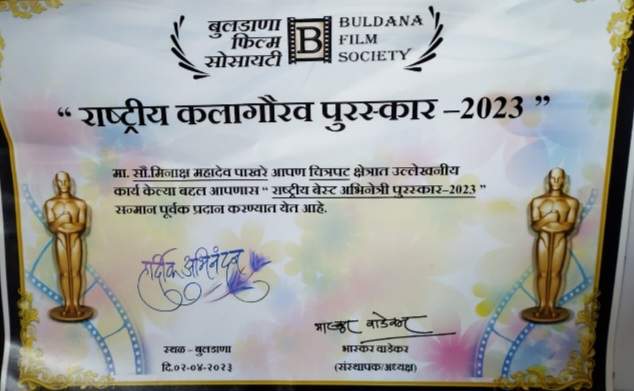 बुलडाणा
फिल्म
सोसायटी
B
BULDANA
FILM
SOCIETY
“ राष्ट्रीय कलागौरव पुरस्कार –2023 ”
मा. सौ.मिनाक्ष महादेव पाखरे आपण चित्रपट क्षेत्रात उल्लेखनीय
कार्य केल्या बद्दल आपणास “ राष्ट्रीय बेस्ट अभिनेत्री पुरस्कार-2023 ”
सन्मान पूर्वक प्रदान करण्यात येत आहे.
हार्दिक अभिनंदन
भास्कर वाडेकर
स्थळ – बुलडाणा
दि.०२-०४-२०२३
भास्कर वाडेकर
(संस्थापक/अध्यक्ष)